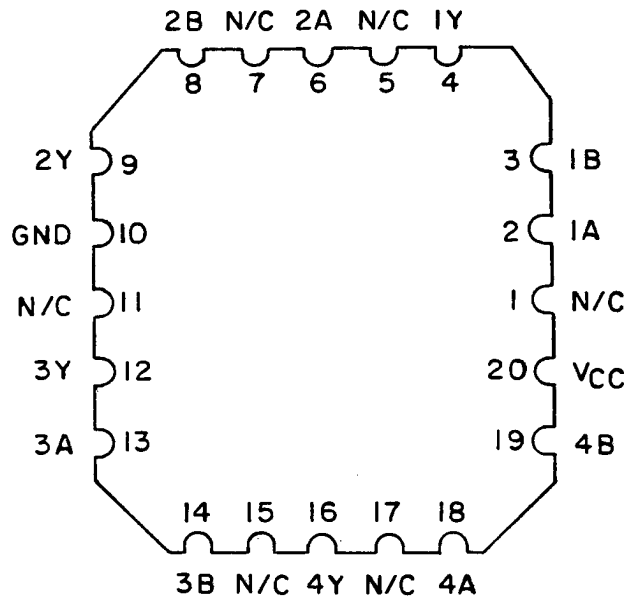 2B N/C 2A N/C 1Y
8 7 6 5 4
2Y 9 3 1B
GND 10 2 1A
N/C 11 1 N/C
3Y 12 20 VCC
3A 13 19 4B
14 15 16 17 18
3B N/C 4Y N/C 4A